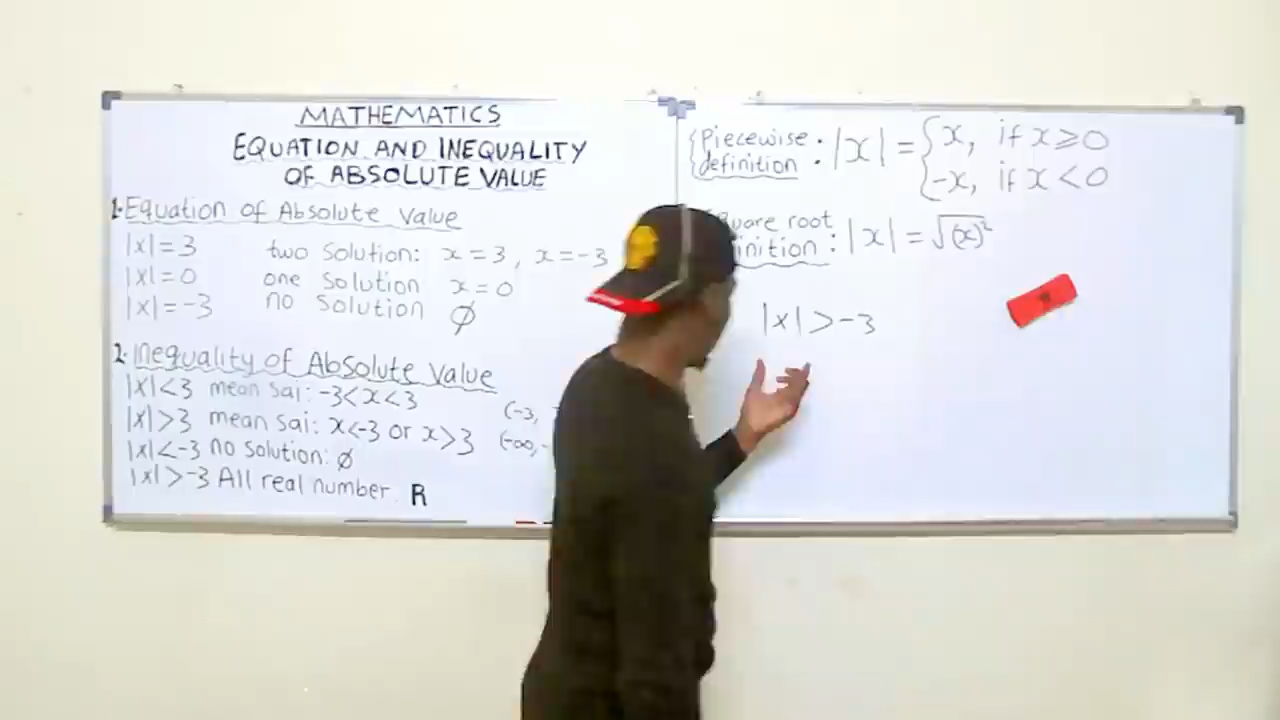 MATHEMATICS
EQUATION AND INEQUALITY
OF ABSOLUTE VALUE
1. Equation of Absolute Value
|x|=3 two solution: x=3, x=-3
|x|=0 one solution x=0
|x|=-3 no solution ∅
2. Inequality of Absolute Value
|x|<3 mean sai: -3<x<3 (-3,
|x|>3 mean sai: x<-3 or x>3 (-∞,-
|x|<-3 no solution: ∅
|x|>-3 All real number R
Piecewise definition: |x| = { x, if x≥0
-x, if x<0
root
: |x| = √(x)²
|x|>-3